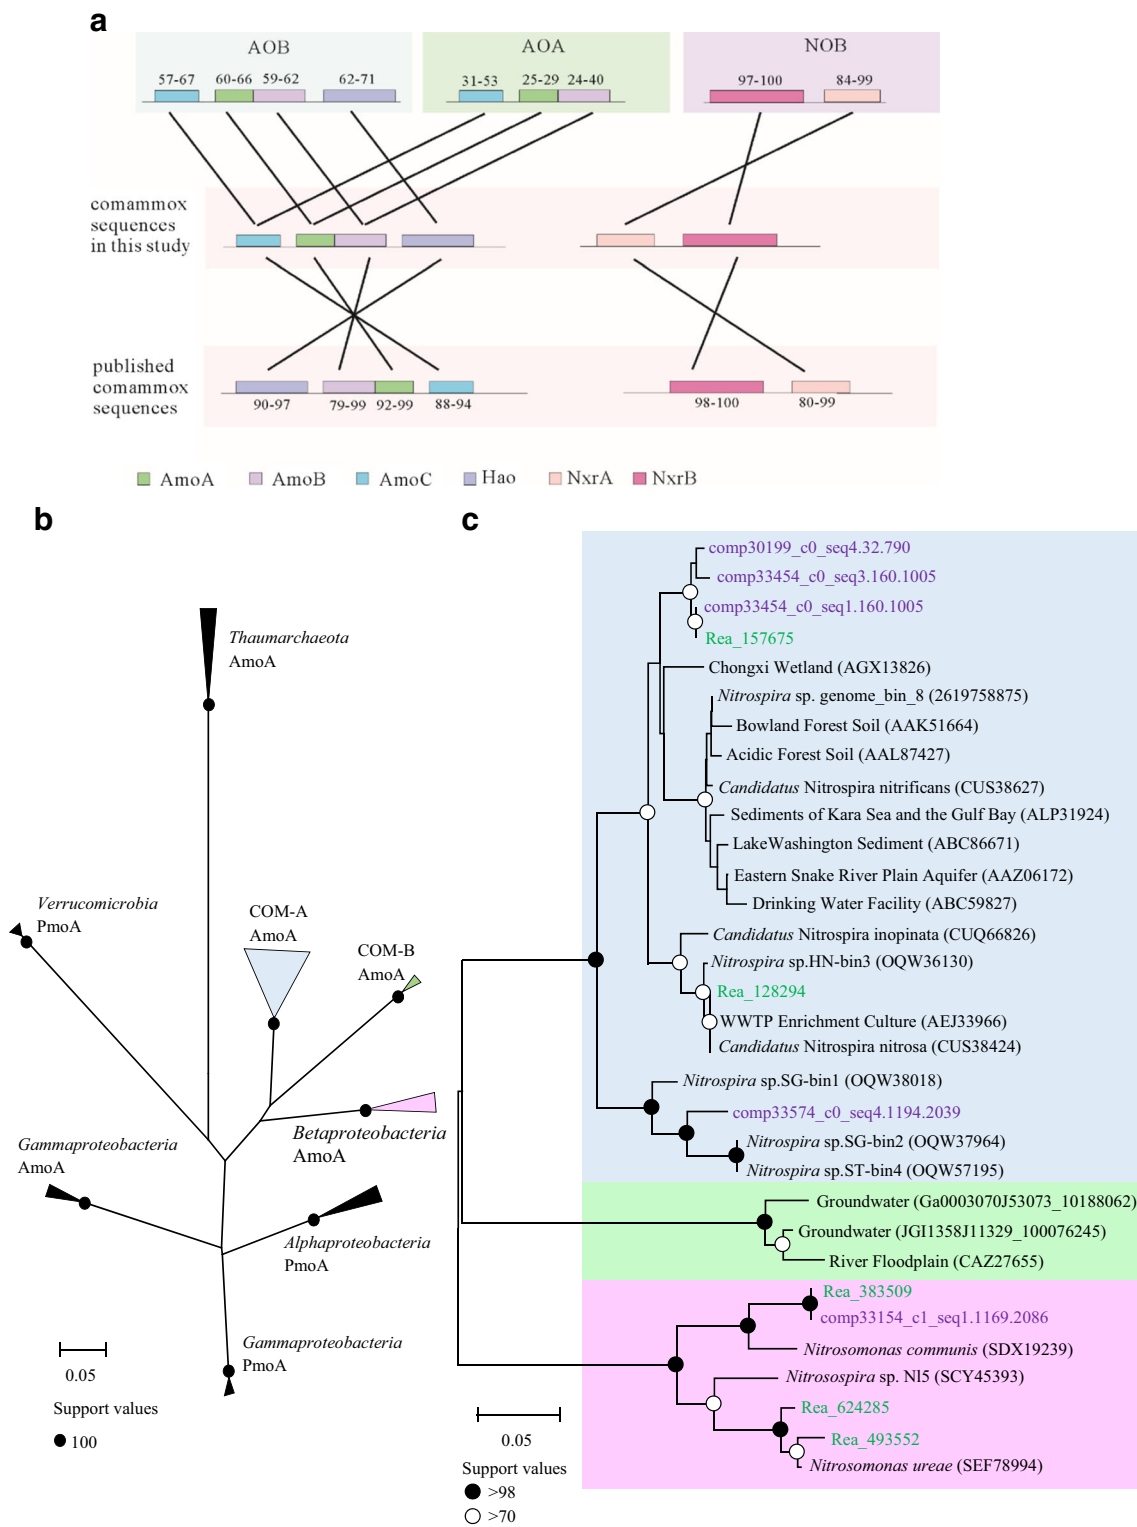 a
AOB
AOA
NOB
57-67
60-66
59-62
62-71
31-53
25-29
24-40
97-100
84-99
comammox
sequences
in this study
published
comammox
sequences
90-97
79-99
92-99
88-94
98-100
80-99
AmoA
AmoB
AmoC
Hao
NxrA
NxrB
b
Thaumarchaeota
AmoA
Verrucomicrobia
PmoA
COM-A
AmoA
COM-B
AmoA
Betaproteobacteria
AmoA
Gammaproteobacteria
AmoA
Alphaproteobacteria
PmoA
Gammaproteobacteria
PmoA
0.05
Support values
100
c
comp30199_c0_seq4.32.790
comp33454_c0_seq3.160.1005
comp33454_c0_seq1.160.1005
Rea_157675
Chongxi Wetland (AGX13826)
Nitrospira sp. genome_bin_8 (2619758875)
Bowland Forest Soil (AAK51664)
Acidic Forest Soil (AAL87427)
Candidatus Nitrospira nitrificans (CUS38627)
Sediments of Kara Sea and the Gulf Bay (ALP31924)
LakeWashington Sediment (ABC86671)
Eastern Snake River Plain Aquifer (AAZ06172)
Drinking Water Facility (ABC59827)
Candidatus Nitrospira inopinata (CUQ66826)
Nitrospira sp.HN-bin3 (OQW36130)
Rea_128294
WWTP Enrichment Culture (AEJ33966)
Candidatus Nitrospira nitrosa (CUS38424)
Nitrospira sp.SG-bin1 (OQW38018)
comp33574_c0_seq4.1194.2039
Nitrospira sp.SG-bin2 (OQW37964)
Nitrospira sp.ST-bin4 (OQW57195)
Groundwater (Ga0003070J53073_10188062)
Groundwater (JGI1358J11329_100076245)
River Floodplain (CAZ27655)
Rea_383509
comp33154_c1_seq1.1169.2086
Nitrosomonas communis (SDX19239)
Nitrosospira sp. Nl5 (SCY45393)
Rea_624285
Rea_493552
Nitrosomonas ureae (SEF78994)
0.05
Support values
>98
>70